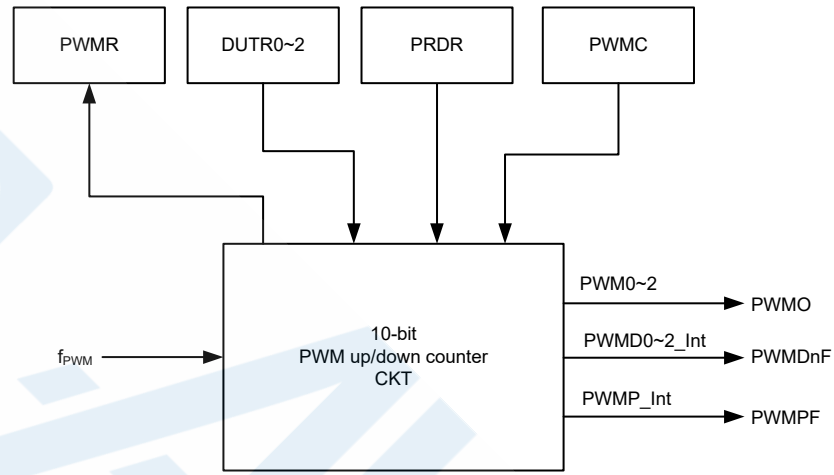 PWMR
DUTR0~2
PRDR
PWMC
10-bit
PWM up/down counter
CKT
fPWM
PWM0~2
PWMO
PWMD0~2_Int
PWMDnF
PWMP_Int
PWMPF